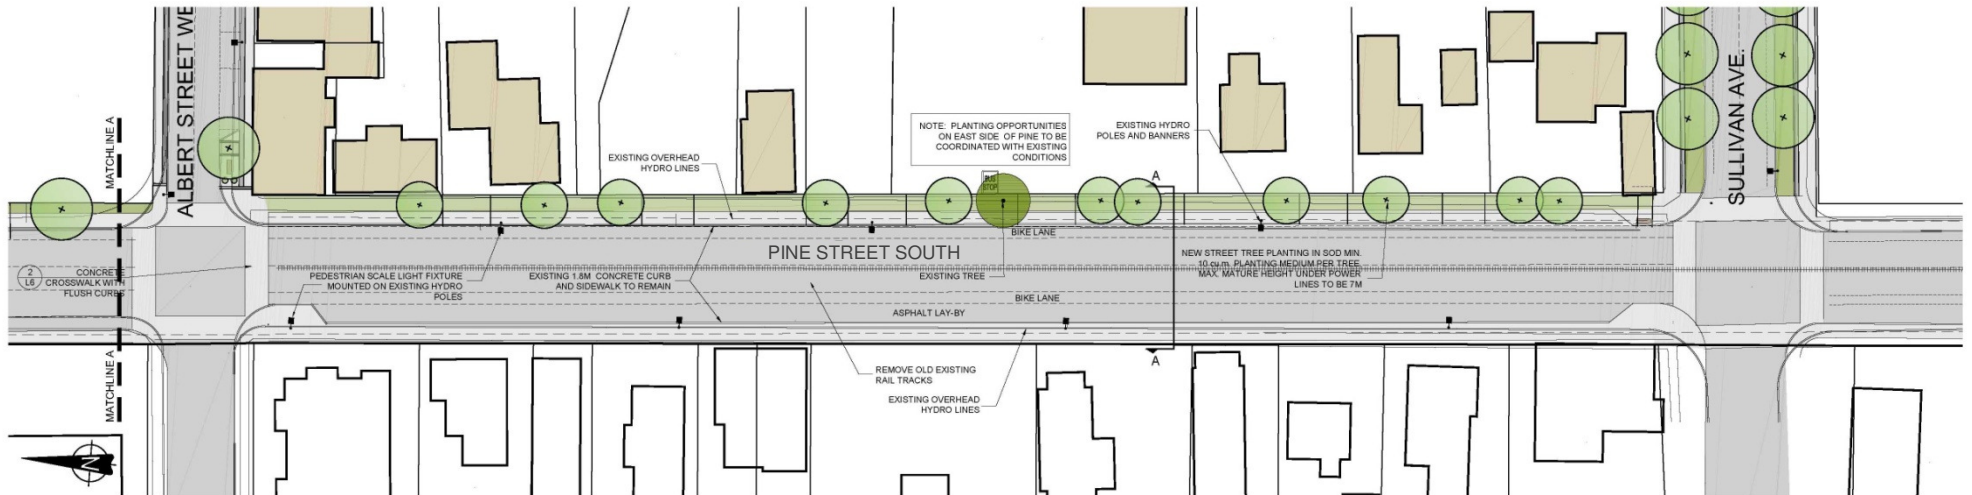 ALBERT STREET WE
SULLIVAN AVE.
MATCHLINE A
NOTE: PLANTING OPPORTUNITIES
ON EAST SIDE OF PINE TO BE
COORDINATED WITH EXISTING
CONDITIONS
EXISTING HYDRO
POLES AND BANNERS
EXISTING OVERHEAD
HYDRO LINES
BUS
STOP
A
BIKE LANE
PINE STREET SOUTH
2
L6
CONCRETE
CROSSWALK WITH
FLUSH CURBS
PEDESTRIAN SCALE LIGHT FIXTURE
MOUNTED ON EXISTING HYDRO
POLES
EXISTING 1.8M CONCRETE CURB
AND SIDEWALK TO REMAIN
EXISTING TREE
NEW STREET TREE PLANTING IN SOD MIN.
10 cu.m. PLANTING MEDIUM PER TREE.
MAX. MATURE HEIGHT UNDER POWER
LINES TO BE 7M
BIKE LANE
ASPHALT LAY-BY
MATCHLINE A
A
REMOVE OLD EXISTING
RAIL TRACKS
EXISTING OVERHEAD
HYDRO LINES
N